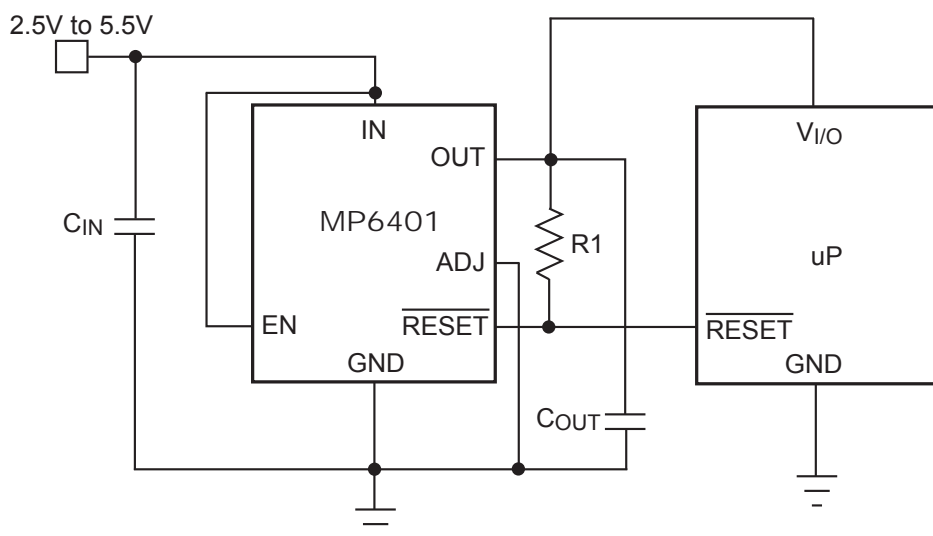 2.5V to 5.5V
IN
OUT
VI/O
CIN
MP6401
R1
ADJ
uP
EN
RESET
RESET
GND
GND
COUT